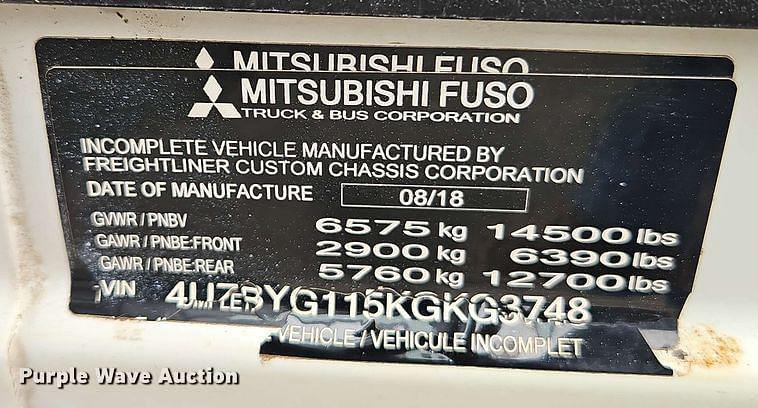 MITSUBISHI FUSO
MITSUBISHI FUSO
TRUCK & BUS CORPORATION
INCOMPLETE VEHICLE MANUFACTURED BY
FREIGHTLINER CUSTOM CHASSIS CORPORATION
DATE OF MANUFACTURE 08/18
GVWR / PNBV 6575 kg 14500 lbs
GAWR / PNBE:FRONT 2900 kg 6390 lbs
GAWR / PNBE:REAR 5760 kg 12700 lbs
VIN 4UZBYG115KGKG3748
VEHICLE / VEHICULE INCOMPLET
Purple Wave Auction